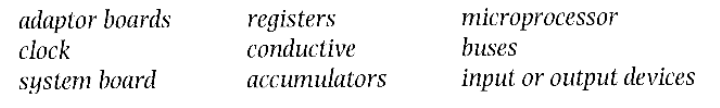 adaptor boards registers microprocessor
clock conductive buses
system board accumulators input or output devices